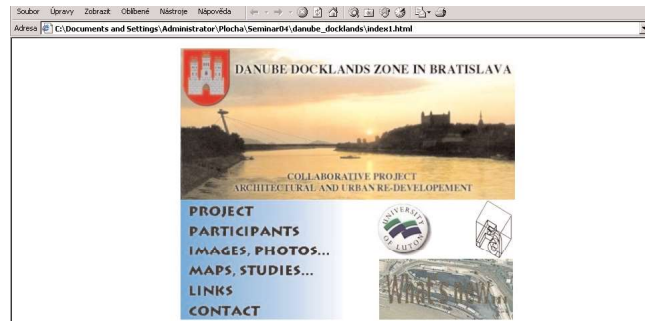 Soubor Úpravy Zobrazit Oblíbené Nástroje Nápověda
Adresa C:\Documents and Settings\Administrator\Plocha\Seminar04\danube_docklands\index1.html
DANUBE DOCKLANDS ZONE IN BRATISLAVA
COLLABORATIVE PROJECT
ARCHITECTURAL AND URBAN RE-DEVELOPEMENT
PROJECT
PARTICIPANTS
IMAGES, PHOTOS...
MAPS, STUDIES...
LINKS
CONTACT
UNIVERSITY
OF LUTON
What's new...